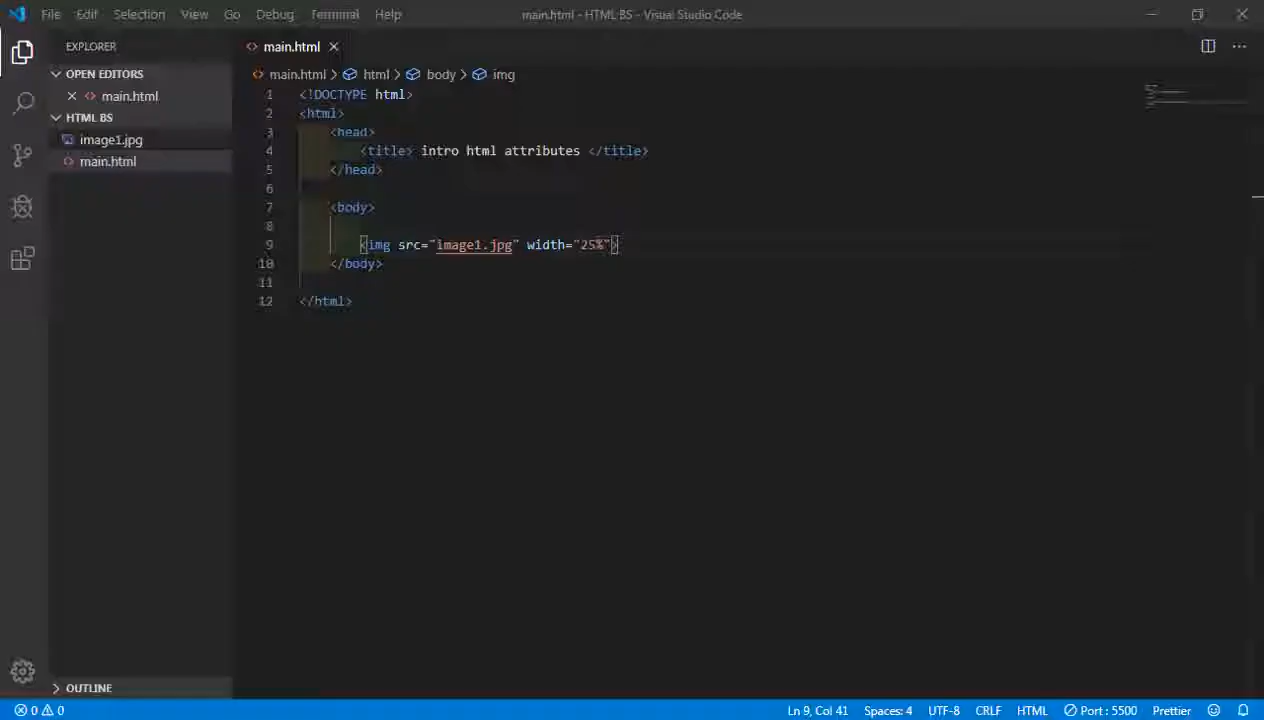 File Edit Selection View Go Debug Terminal Help main.html - HTML BS - Visual Studio Code
EXPLORER
main.html
OPEN EDITORS
main.html
HTML BS
image1.jpg
main.html
main.html > html > body > img
1 <!DOCTYPE html>
2 <html>
3 <head>
4 <title> intro html attributes </title>
5 </head>
6
7 <body>
8
9 <img src="image1.jpg" width="25%">
10 </body>
11
12 </html>
OUTLINE
0 0 Ln 9, Col 41 Spaces: 4 UTF-8 CRLF HTML Port : 5500 Prettier